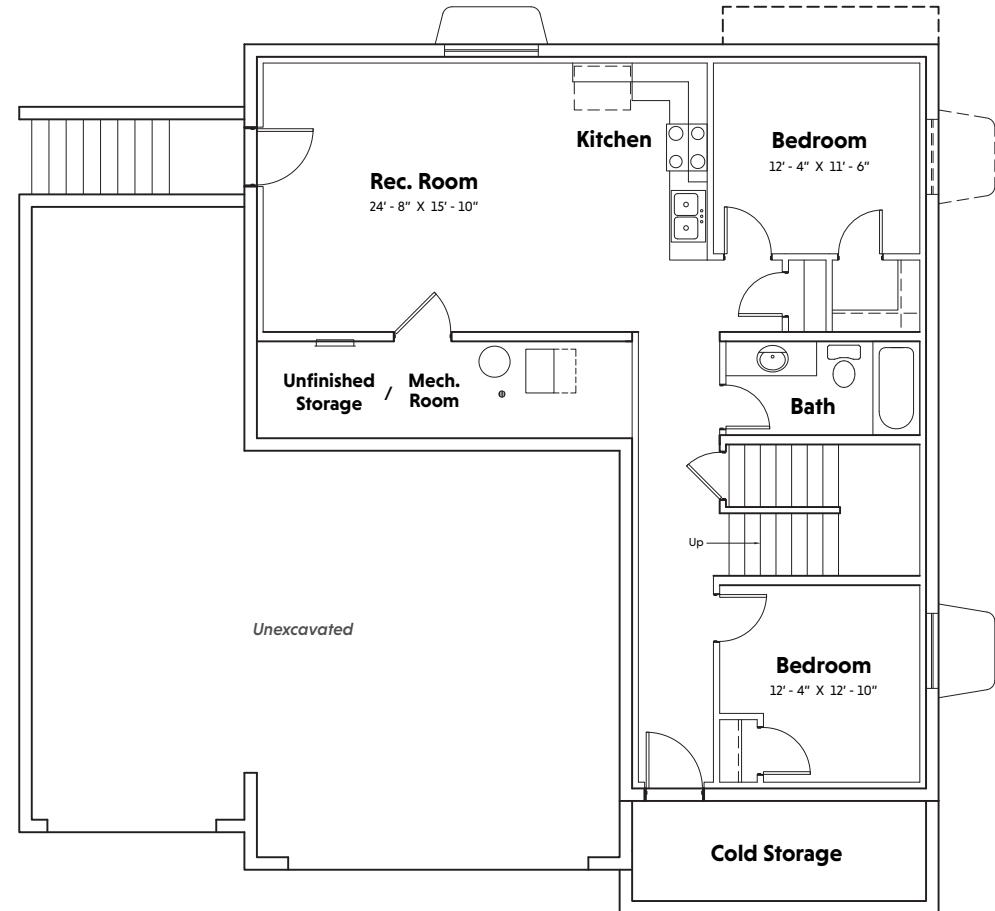 Kitchen
Bedroom
12' - 4" X 11' - 6"
Rec. Room
24' - 8" X 15' - 10"
Unfinished
Storage
/
Mech.
Room
Bath
Up
Unexcavated
Bedroom
12' - 4" X 12' - 10"
Cold Storage